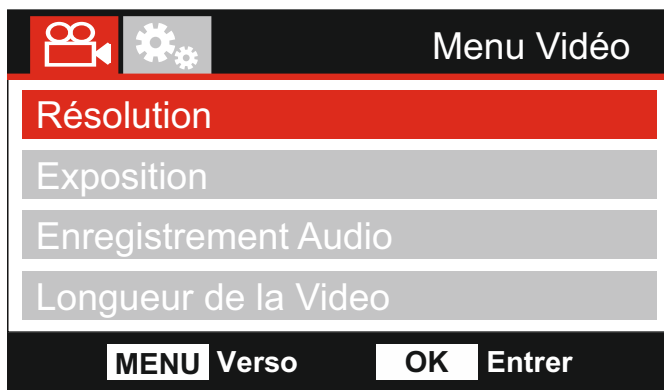 Menu Vidéo
Résolution
Exposition
Enregistrement Audio
Longueur de la Video
MENU Verso OK Entrer